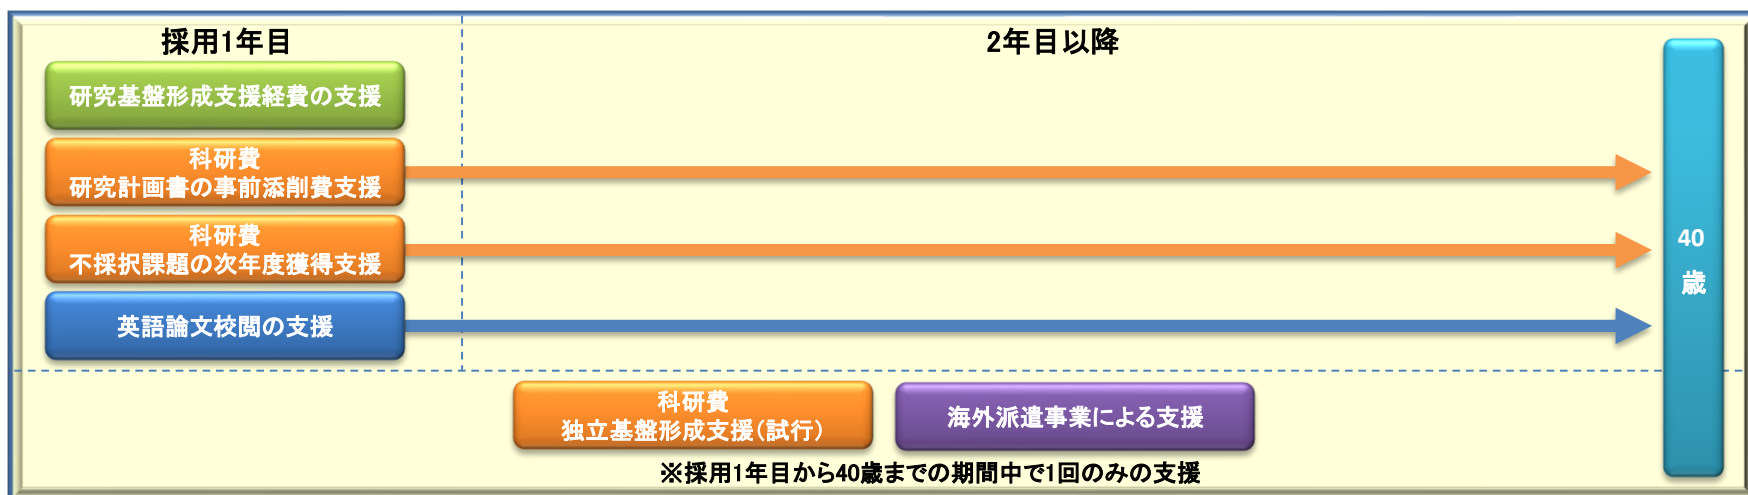 採用1年目
2年目以降
研究基盤形成支援経費の支援
科研費
研究計画書の事前添削費支援
科研費
不採択課題の次年度獲得支援
英語論文校閲の支援
40
歳
科研費
独立基盤形成支援(試行)
海外派遣事業による支援
※採用1年目から40歳までの期間中で1回のみの支援